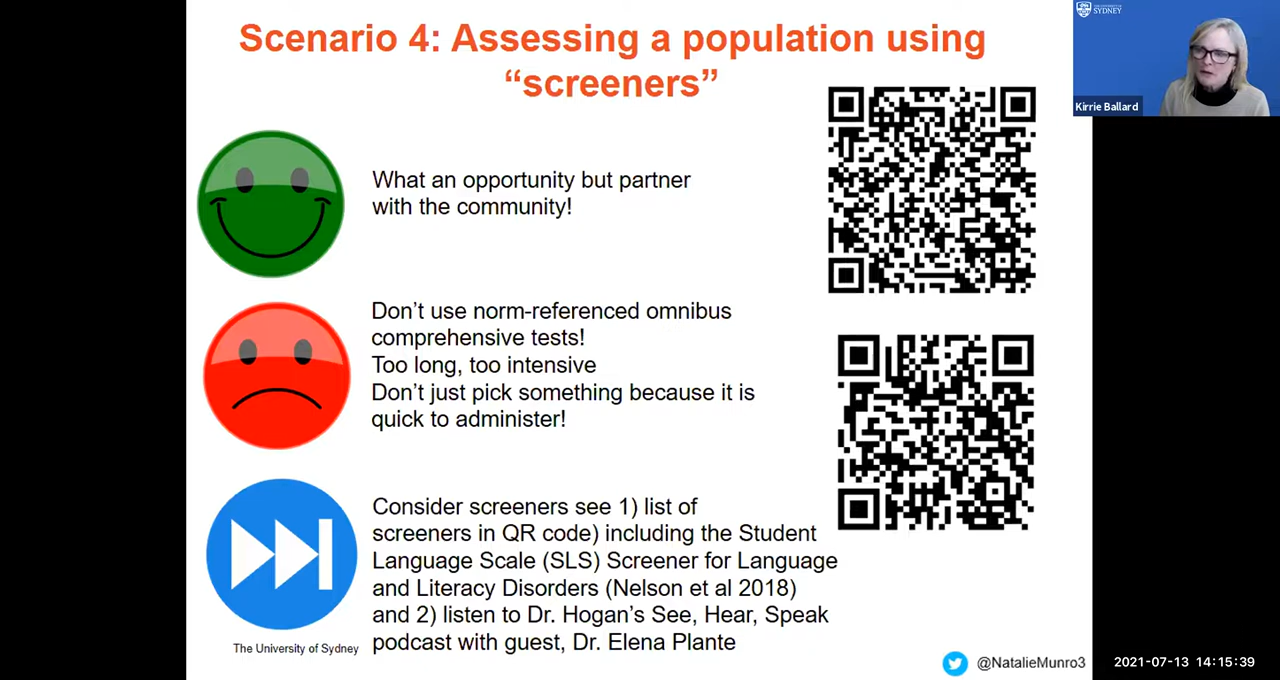 Scenario 4: Assessing a population using
“screeners”
THE UNIVERSITY OF
SYDNEY
Kirrie Ballard
What an opportunity but partner
with the community!
Don’t use norm-referenced omnibus
comprehensive tests!
Too long, too intensive
Don’t just pick something because it is
quick to administer!
Consider screeners see 1) list of
screeners in QR code) including the Student
Language Scale (SLS) Screener for Language
and Literacy Disorders (Nelson et al 2018)
and 2) listen to Dr. Hogan’s See, Hear, Speak
podcast with guest, Dr. Elena Plante
The University of Sydney
@NatalieMunro3
2021-07-13 14:15:39